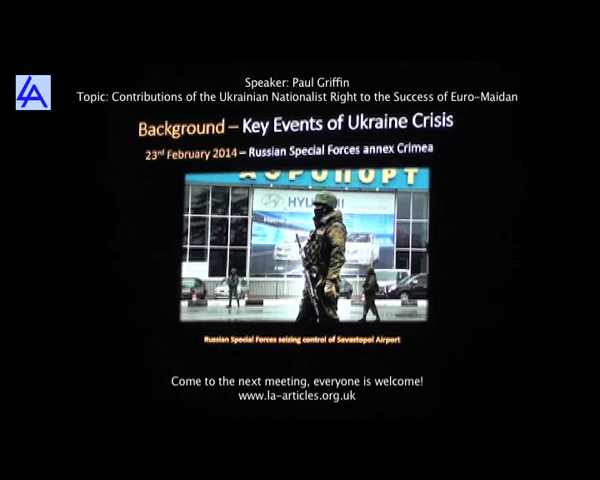 LA
Speaker: Paul Griffin
Topic: Contributions of the Ukrainian Nationalist Right to the Success of Euro-Maidan
Background – Key Events of Ukraine Crisis
23rd February 2014 – Russian Special Forces annex Crimea
АЭРОПОРТ
HYUNDAI
Russian Special Forces seizing control of Sevastopol Airport
Come to the next meeting, everyone is welcome!
www.la-articles.org.uk